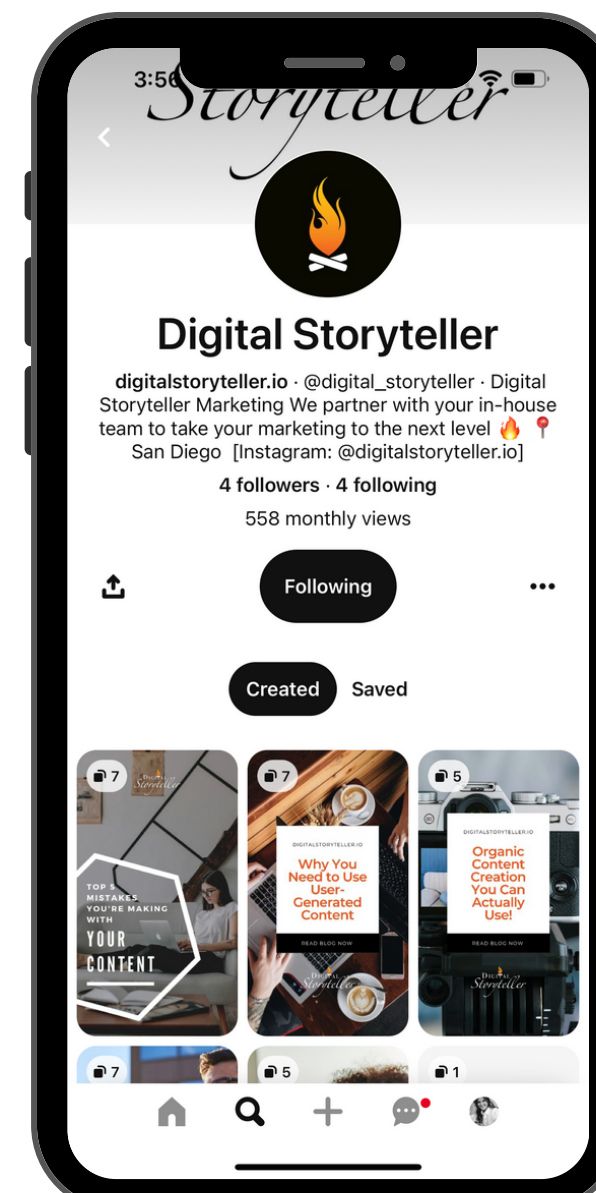 3:56
Storyteller
Digital Storyteller
digitalstoryteller.io · @digital_storyteller · Digital
Storyteller Marketing We partner with your in-house
team to take your marketing to the next level 🔥 📍
San Diego [Instagram: @digitalstoryteller.io]
4 followers · 4 following
558 monthly views
Following
Created
Saved
7
DIGITAL
Storyteller
TOP 5
MISTAKES
YOU'RE MAKING
WITH
YOUR
CONTENT
7
DIGITALSTORYTELLER.IO
Why You
Need to Use
User-
Generated
Content
READ BLOG NOW
DIGITAL
Storyteller
5
DIGITALSTORYTELLER.IO
Organic
Content
Creation
You Can
Actually
Use!
READ BLOG NOW
DIGITAL
Storyteller
7
5
1